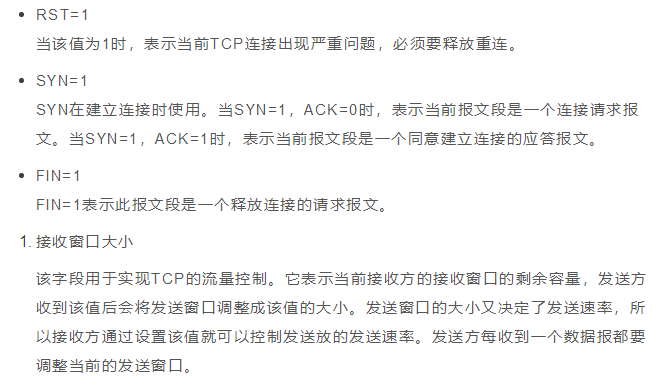 RST=1
当该值为1时，表示当前TCP连接出现严重问题，必须要释放重连。
SYN=1
SYN在建立连接时使用。当SYN=1，ACK=0时，表示当前报文段是一个连接请求报
文。当SYN=1，ACK=1时，表示当前报文段是一个同意建立连接的应答报文。
FIN=1
FIN=1表示此报文段是一个释放连接的请求报文。
1. 接收窗口大小
该字段用于实现TCP的流量控制。它表示当前接收方的接收窗口的剩余容量，发送方
收到该值后会将发送窗口调整成该值的大小。发送窗口的大小又决定了发送速率，所
以接收方通过设置该值就可以控制发送放的发送速率。发送方每收到一个数据报都要
调整当前的发送窗口。